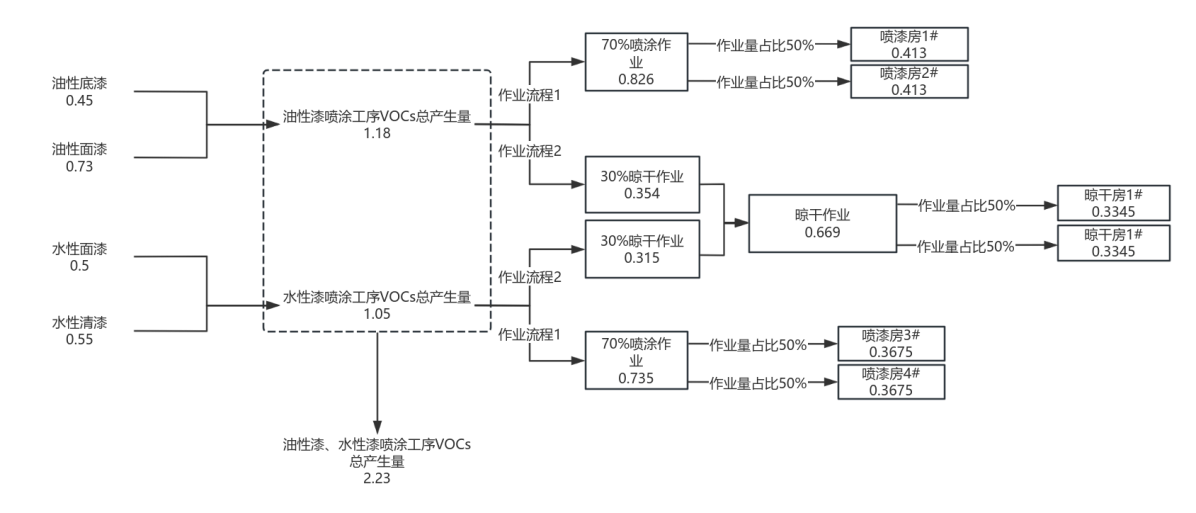 油性底漆
0.45
油性面漆
0.73
水性面漆
0.5
水性清漆
0.55
油性漆喷涂工序VOCs总产生量
1.18
水性漆喷涂工序VOCs总产生量
1.05
油性漆、水性漆喷涂工序VOCs
总产生量
2.23
作业流程1
作业流程2
作业流程2
作业流程1
70%喷涂作
业
0.826
30%晾干作业
0.354
30%晾干作业
0.315
70%喷涂作
业
0.735
作业量占比50%
作业量占比50%
喷漆房1#
0.413
喷漆房2#
0.413
晾干作业
0.669
作业量占比50%
作业量占比50%
晾干房1#
0.3345
晾干房1#
0.3345
作业量占比50%
作业量占比50%
喷漆房3#
0.3675
喷漆房4#
0.3675